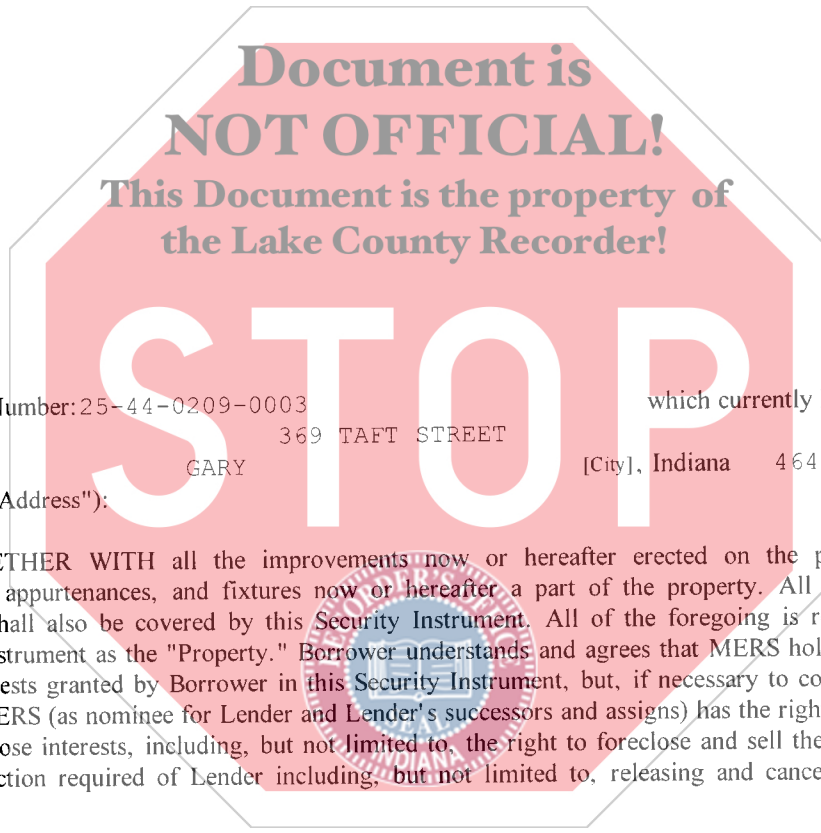 Document is
NOT OFFICIAL!
This Document is the property of
the Lake County Recorder!
STOP
Number: 25-44-0209-0003 which currently
369 TAFT STREET
GARY [City], Indiana 464
Address"):
ETHER WITH all the improvements now or hereafter erected on the p
appurtenances, and fixtures now or hereafter a part of the property. All
hall also be covered by this Security Instrument. All of the foregoing is r
strument as the "Property." Borrower understands and agrees that MERS hol
ests granted by Borrower in this Security Instrument, but, if necessary to co
ERS (as nominee for Lender and Lender's successors and assigns) has the right
ose interests, including, but not limited to, the right to foreclose and sell the
ction required of Lender including, but not limited to, releasing and cance
RECORDER'S OFFICE
SEAL
INDIANA